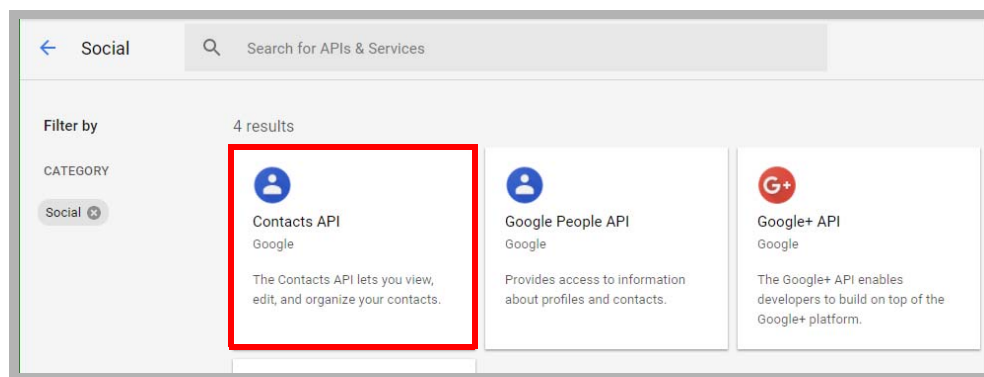 Social
Search for APIs & Services
Filter by
4 results
CATEGORY
Social
Contacts API
Google
The Contacts API lets you view,
edit, and organize your contacts.
Google People API
Google
Provides access to information
about profiles and contacts.
G+
Google+ API
Google
The Google+ API enables
developers to build on top of the
Google+ platform.